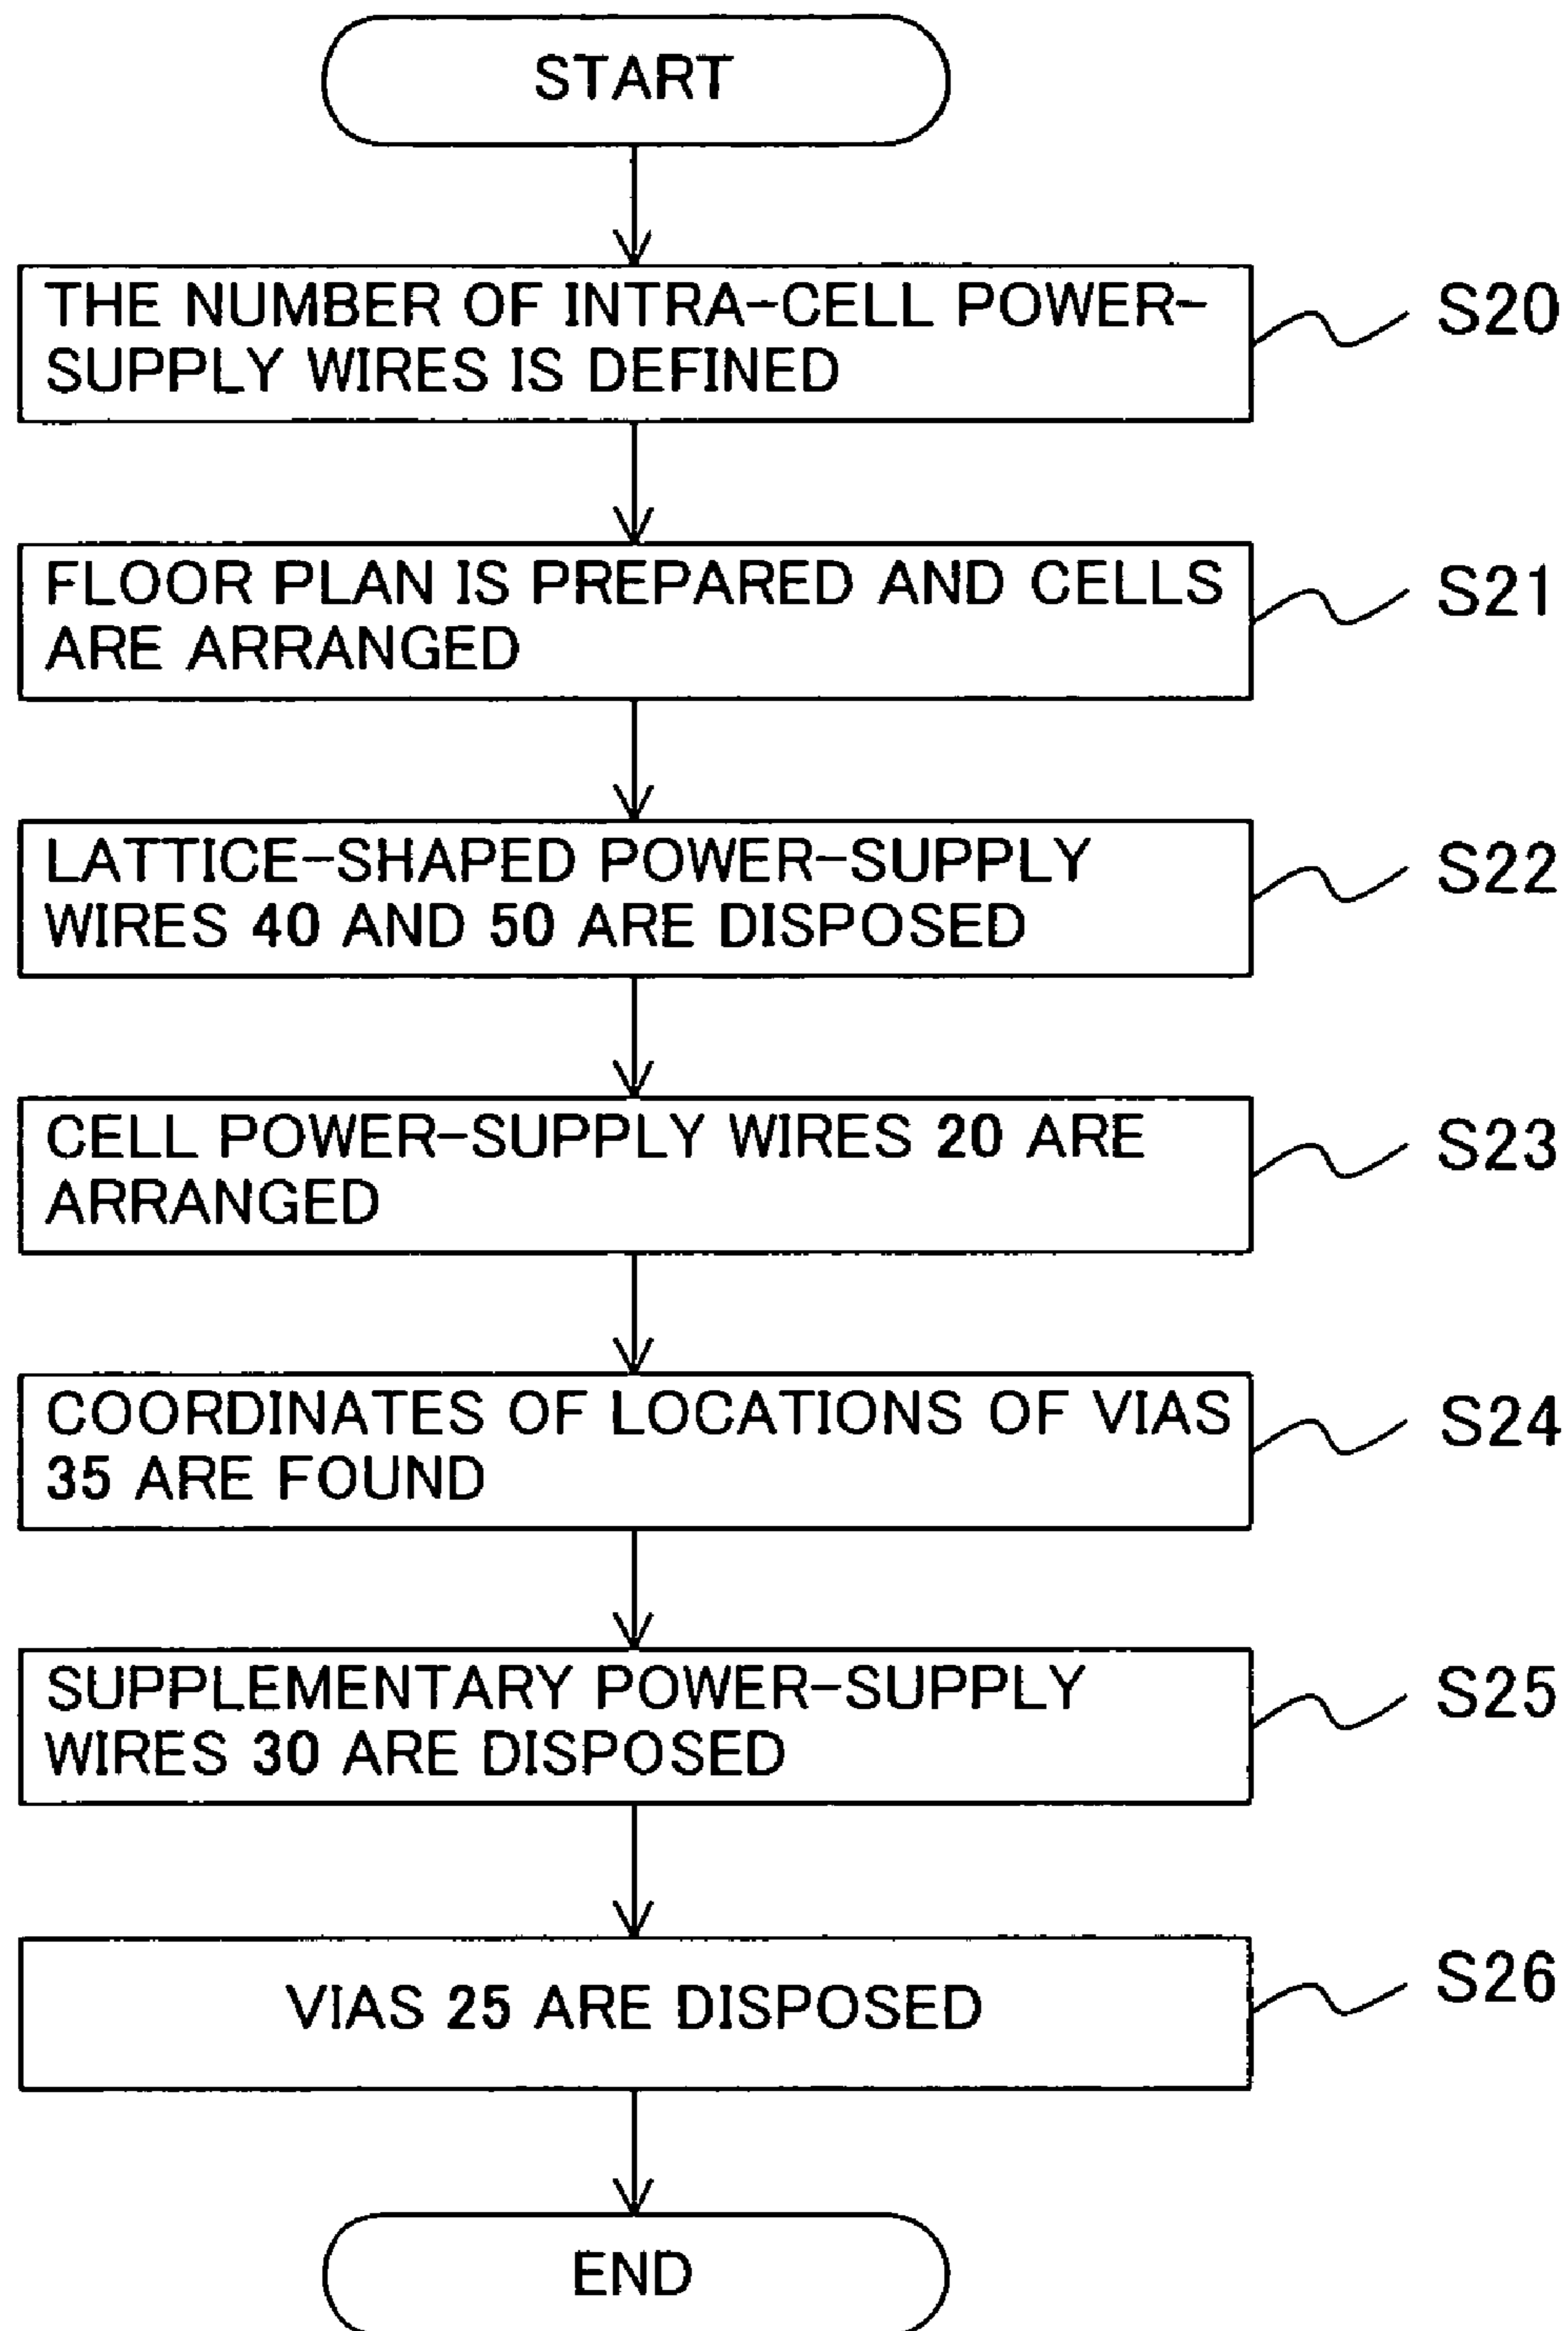 START
THE NUMBER OF INTRA-CELL POWER-
SUPPLY WIRES IS DEFINED
S20
FLOOR PLAN IS PREPARED AND CELLS
ARE ARRANGED
S21
LATTICE-SHAPED POWER-SUPPLY
WIRES 40 AND 50 ARE DISPOSED
S22
CELL POWER-SUPPLY WIRES 20 ARE
ARRANGED
S23
COORDINATES OF LOCATIONS OF VIAS
35 ARE FOUND
S24
SUPPLEMENTARY POWER-SUPPLY
WIRES 30 ARE DISPOSED
S25
VIAS 25 ARE DISPOSED
S26
END